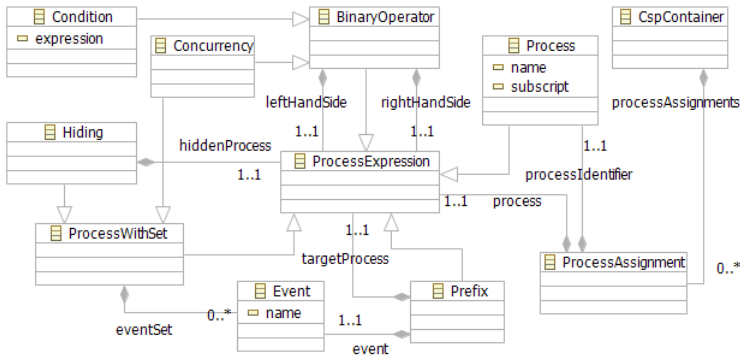 Condition
BinaryOperator
CspContainer
expression
Concurrency
Process
name
subscript
leftHandSide
rightHandSide
processAssignments
Hiding
hiddenProcess
1..1
1..1
1..1
ProcessExpression
1..1
processIdentifier
1..1
process
ProcessWithSet
1..1
targetProcess
ProcessAssignment
0..*
Event
Prefix
name
0..*
1..1
eventSet
event